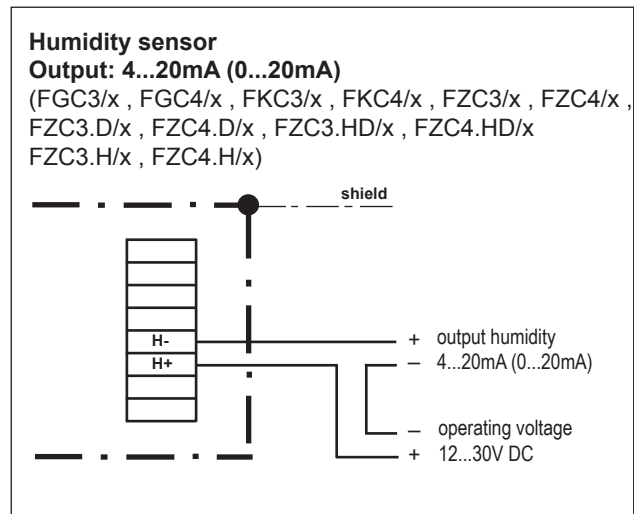 Humidity sensor
Output: 4...20mA (0...20mA)
(FGC3/x , FGC4/x , FKC3/x , FKC4/x , FZC3/x , FZC4/x ,
FZC3.D/x , FZC4.D/x , FZC3.HD/x , FZC4.HD/x
FZC3.H/x , FZC4.H/x)
shield
H-
+ output humidity
H+
– 4...20mA (0...20mA)
– operating voltage
+ 12...30V DC